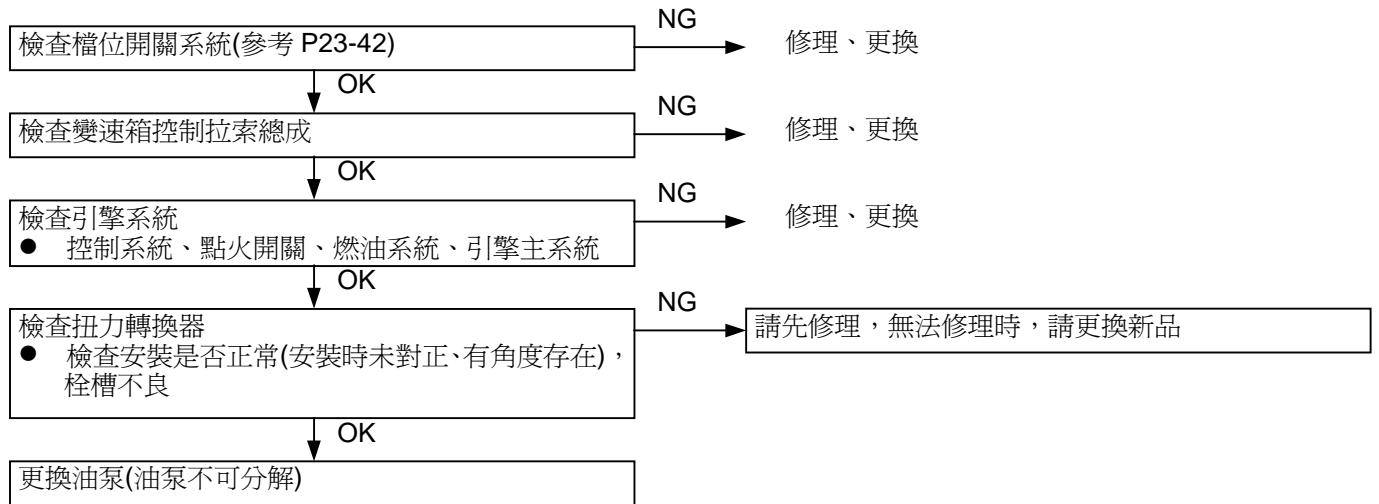 檢查檔位開關系統(參考 P23-42)
NG
修理、更換
OK
檢查變速箱控制拉索總成
NG
修理、更換
OK
檢查引擎系統
● 控制系統、點火開關、燃油系統、引擎主系統
NG
修理、更換
OK
檢查扭力轉換器
● 檢查安裝是否正常(安裝時未對正、有角度存在)，
栓槽不良
NG
請先修理，無法修理時，請更換新品
OK
更換油泵(油泵不可分解)